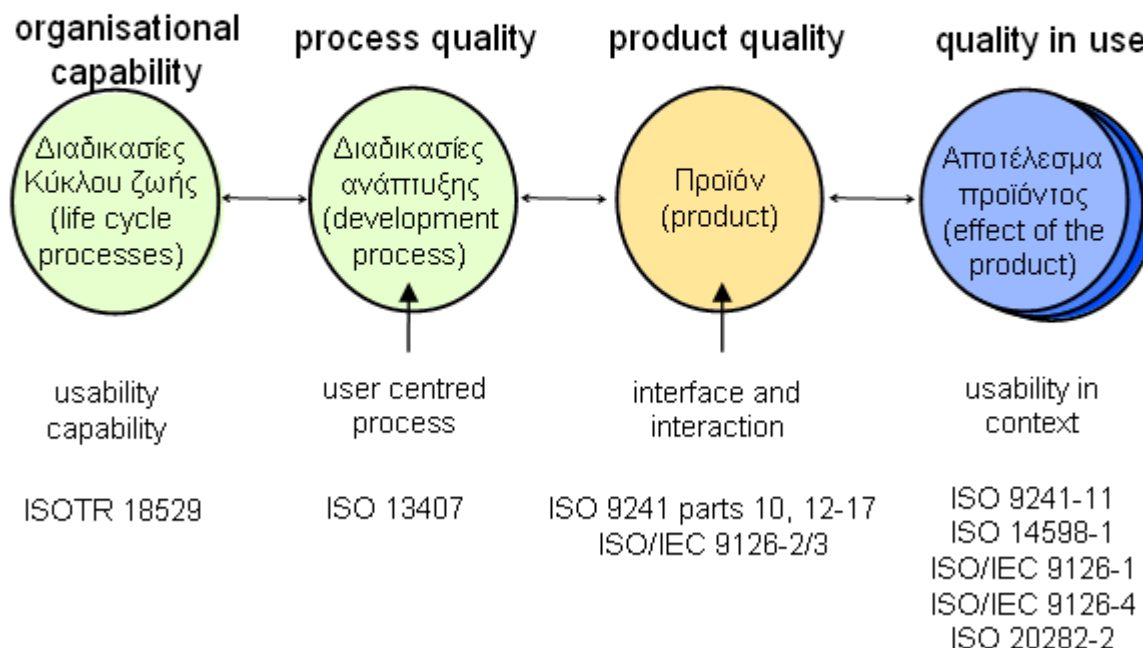 organisational
capability
process quality
product quality
quality in use
Διαδικασίες
Κύκλου ζωής
(life cycle
processes)
Διαδικασίες
ανάπτυξης
(development
process)
Προϊόν
(product)
Αποτέλεσμα
προϊόντος
(effect of the
product)
usability
capability
user centred
process
interface and
interaction
usability in
context
ISOTR 18529
ISO 13407
ISO 9241 parts 10, 12-17
ISO/IEC 9126-2/3
ISO 9241-11
ISO 14598-1
ISO/IEC 9126-1
ISO/IEC 9126-4
ISO 20282-2